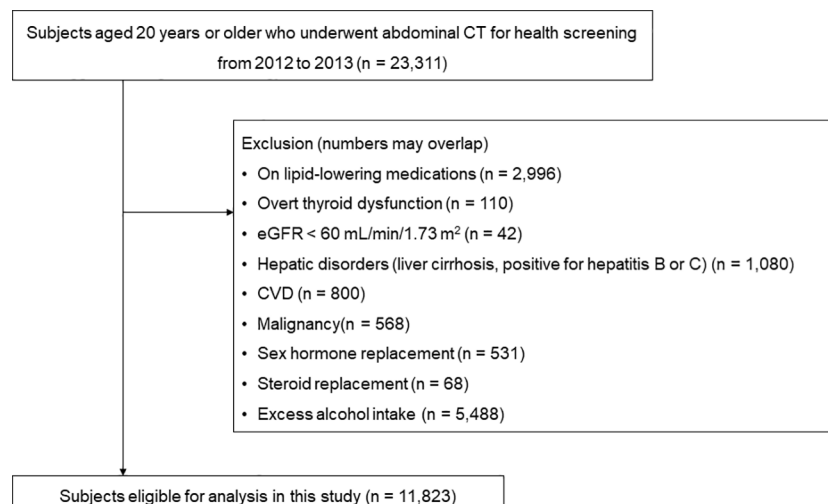 Subjects aged 20 years or older who underwent abdominal CT for health screening
from 2012 to 2013 (n = 23,311)
Exclusion (numbers may overlap)
• On lipid-lowering medications (n = 2,996)
• Overt thyroid dysfunction (n = 110)
• eGFR < 60 mL/min/1.73 m² (n = 42)
• Hepatic disorders (liver cirrhosis, positive for hepatitis B or C) (n = 1,080)
• CVD (n = 800)
• Malignancy(n = 568)
• Sex hormone replacement (n = 531)
• Steroid replacement (n = 68)
• Excess alcohol intake (n = 5,488)
Subjects eligible for analysis in this study (n = 11,823)